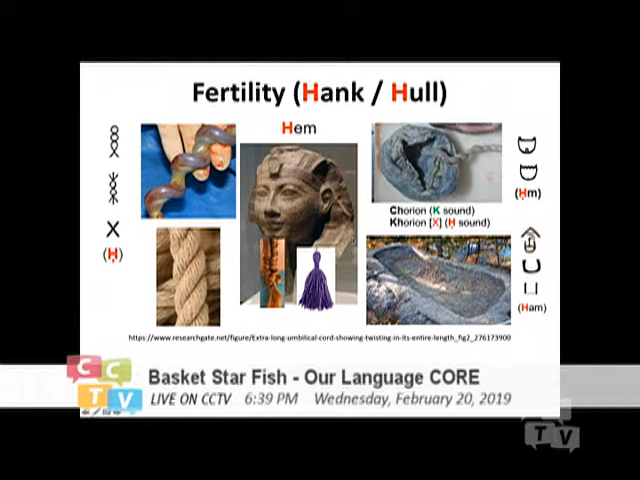 Fertility (Hank / Hull)
Hem
(Ḥ)
Chorion (K sound)
Khorion [X] (Ḥ sound)
(Ḥm)
(Ham)
https://www.researchgate.net/figure/Extra-long-umbilical-cord-showing-twisting-in-its-entire-length_fig2_276173900
CC
TV
Basket Star Fish - Our Language CORE
LIVE ON CCTV 6:39 PM Wednesday, February 20, 2019
TV